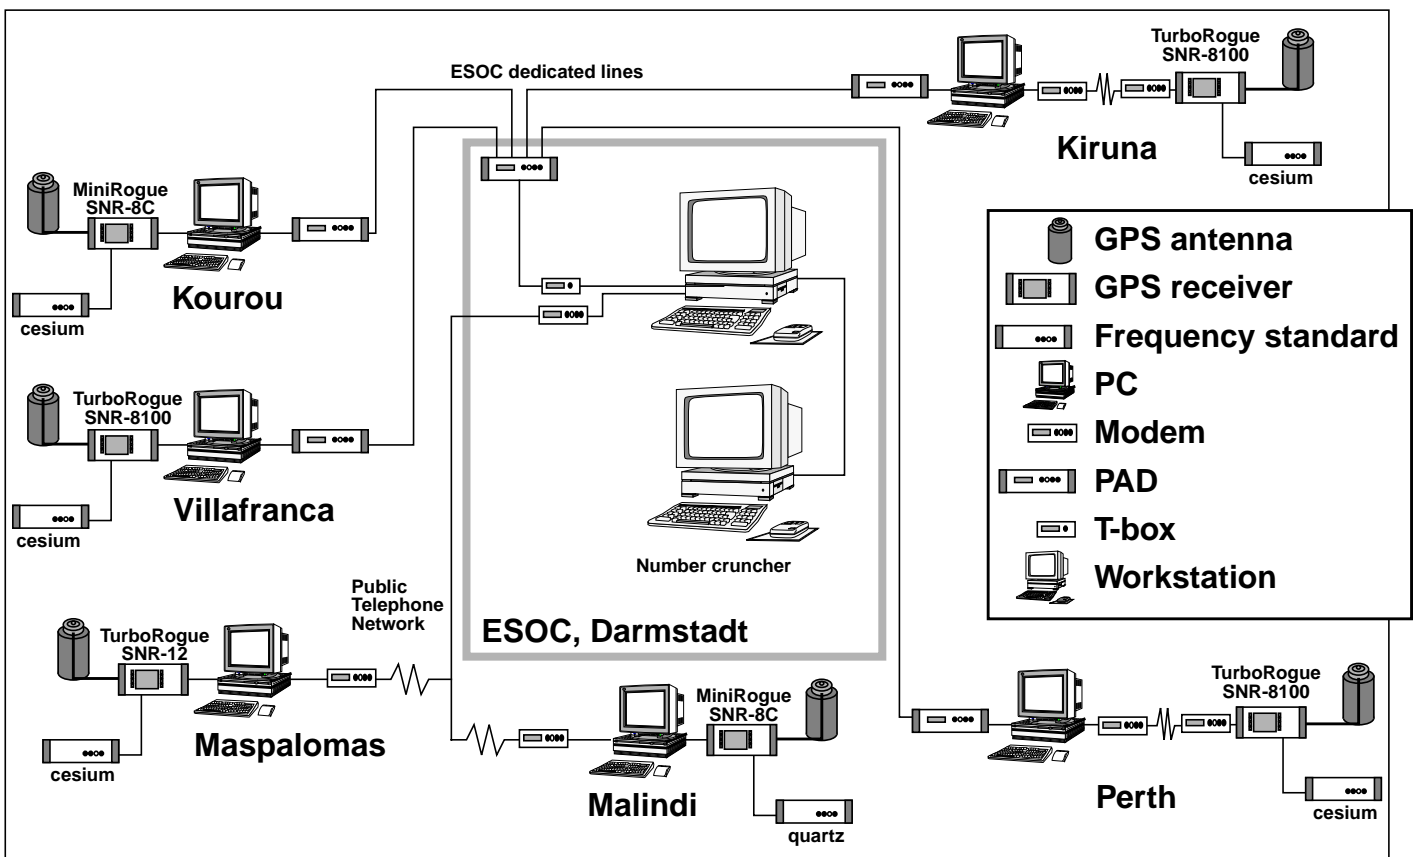 ESOC dedicated lines
TurboRogue
SNR-8100
Kiruna
cesium
MiniRogue
SNR-8C
Kourou
cesium
GPS antenna
GPS receiver
Frequency standard
PC
Modem
PAD
T-box
Workstation
TurboRogue
SNR-8100
Villafranca
cesium
Number cruncher
ESOC, Darmstadt
Public
Telephone
Network
TurboRogue
SNR-12
Maspalomas
cesium
MiniRogue
SNR-8C
Malindi
quartz
TurboRogue
SNR-8100
Perth
cesium